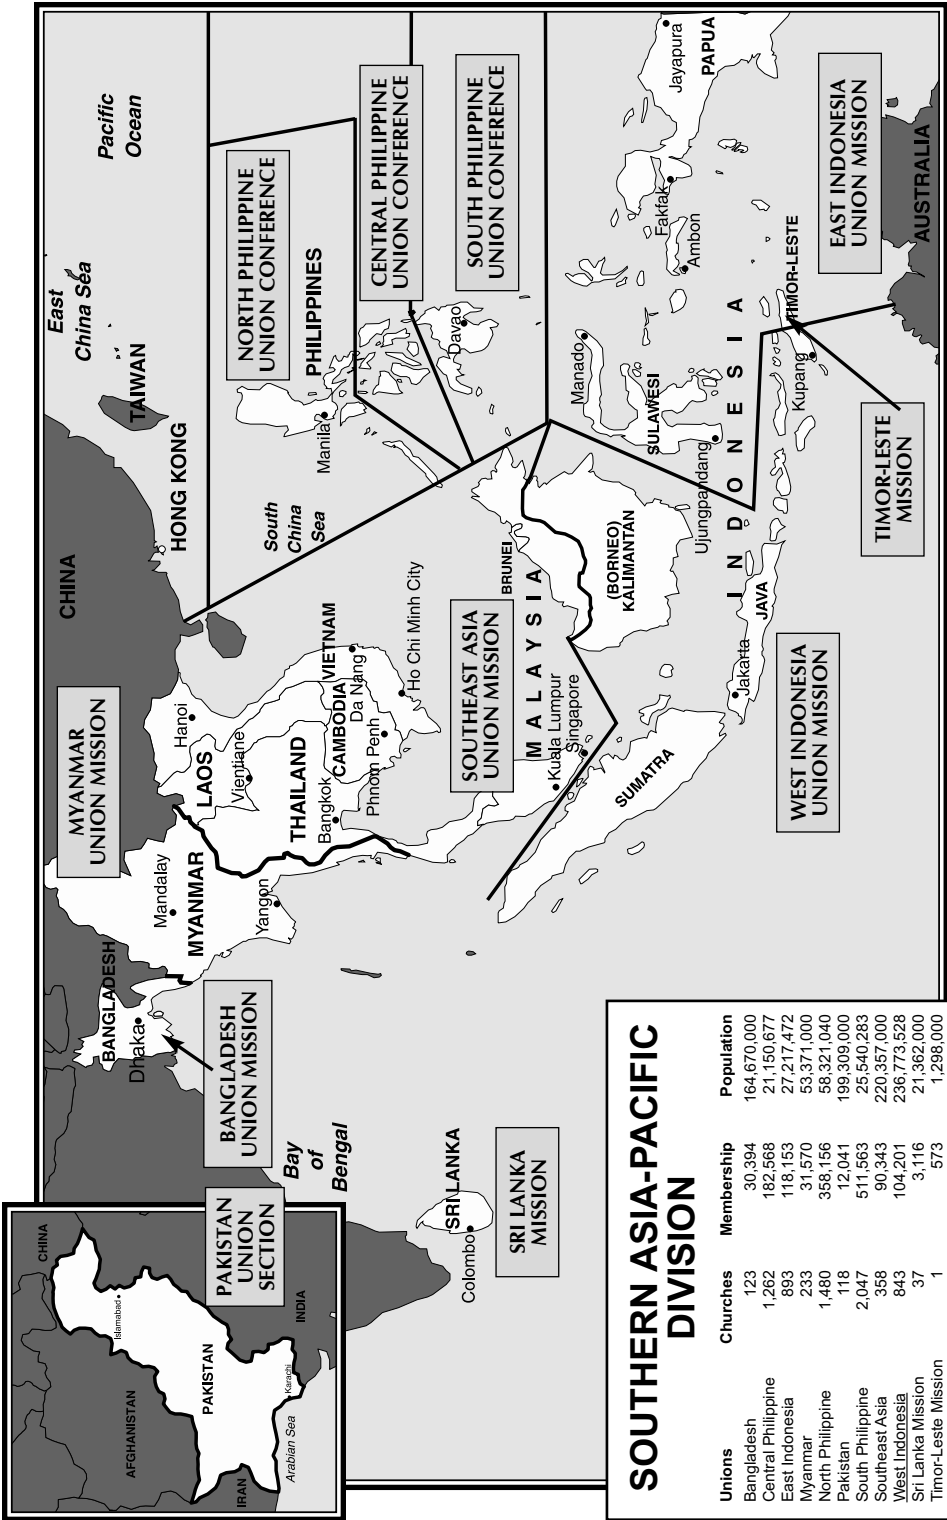 Pacific
Ocean
East
China Sea
TAIWAN
HONG KONG
CHINA
South
China
Sea
NORTH PHILIPPINE
UNION CONFERENCE
CENTRAL PHILIPPINE
UNION CONFERENCE
SOUTH PHILIPPINE
UNION CONFERENCE
PHILIPPINES
Manila
Davao
Jayapura
PAPUA
Fakfak
Ambon
Manado
SULAWESI
Ujungpandang
INDONESIA
TIMOR-LESTE
Kupang
EAST INDONESIA
UNION MISSION
AUSTRALIA
TIMOR-LESTE
MISSION
BRUNEI
MALAYSIA
(BORNEO)
KALIMANTAN
JAVA
Jakarta
SUMATRA
WEST INDONESIA
UNION MISSION
SOUTHEAST ASIA
UNION MISSION
Kuala Lumpur
Singapore
VIETNAM
Hanoi
Da Nang
Ho Chi Minh City
CAMBODIA
Phnom Penh
LAOS
Vientiane
THAILAND
Bangkok
MYANMAR
UNION MISSION
Mandalay
MYANMAR
Yangon
BANGLADESH
Dhaka
BANGLADESH
UNION MISSION
Bay
of
Bengal
SRI LANKA
Colombo
SRI LANKA
MISSION
PAKISTAN
UNION
SECTION
CHINA
Islamabad
AFGHANISTAN
PAKISTAN
INDIA
Karachi
Arabian Sea
IRAN
SOUTHERN ASIA-PACIFIC
DIVISION
Unions Churches Membership Population
Bangladesh 123 30,394 164,670,000
Central Philippine 1,262 182,568 21,150,677
East Indonesia 893 118,153 27,217,472
Myanmar 233 31,570 53,371,000
North Philippine 1,480 358,156 58,321,040
Pakistan 118 12,041 199,309,000
South Philippine 2,047 511,563 25,540,283
Southeast Asia 358 90,343 220,357,000
West Indonesia 843 104,201 236,773,528
Sri Lanka Mission 37 3,116 21,362,000
Timor-Leste Mission 1 573 1,298,000